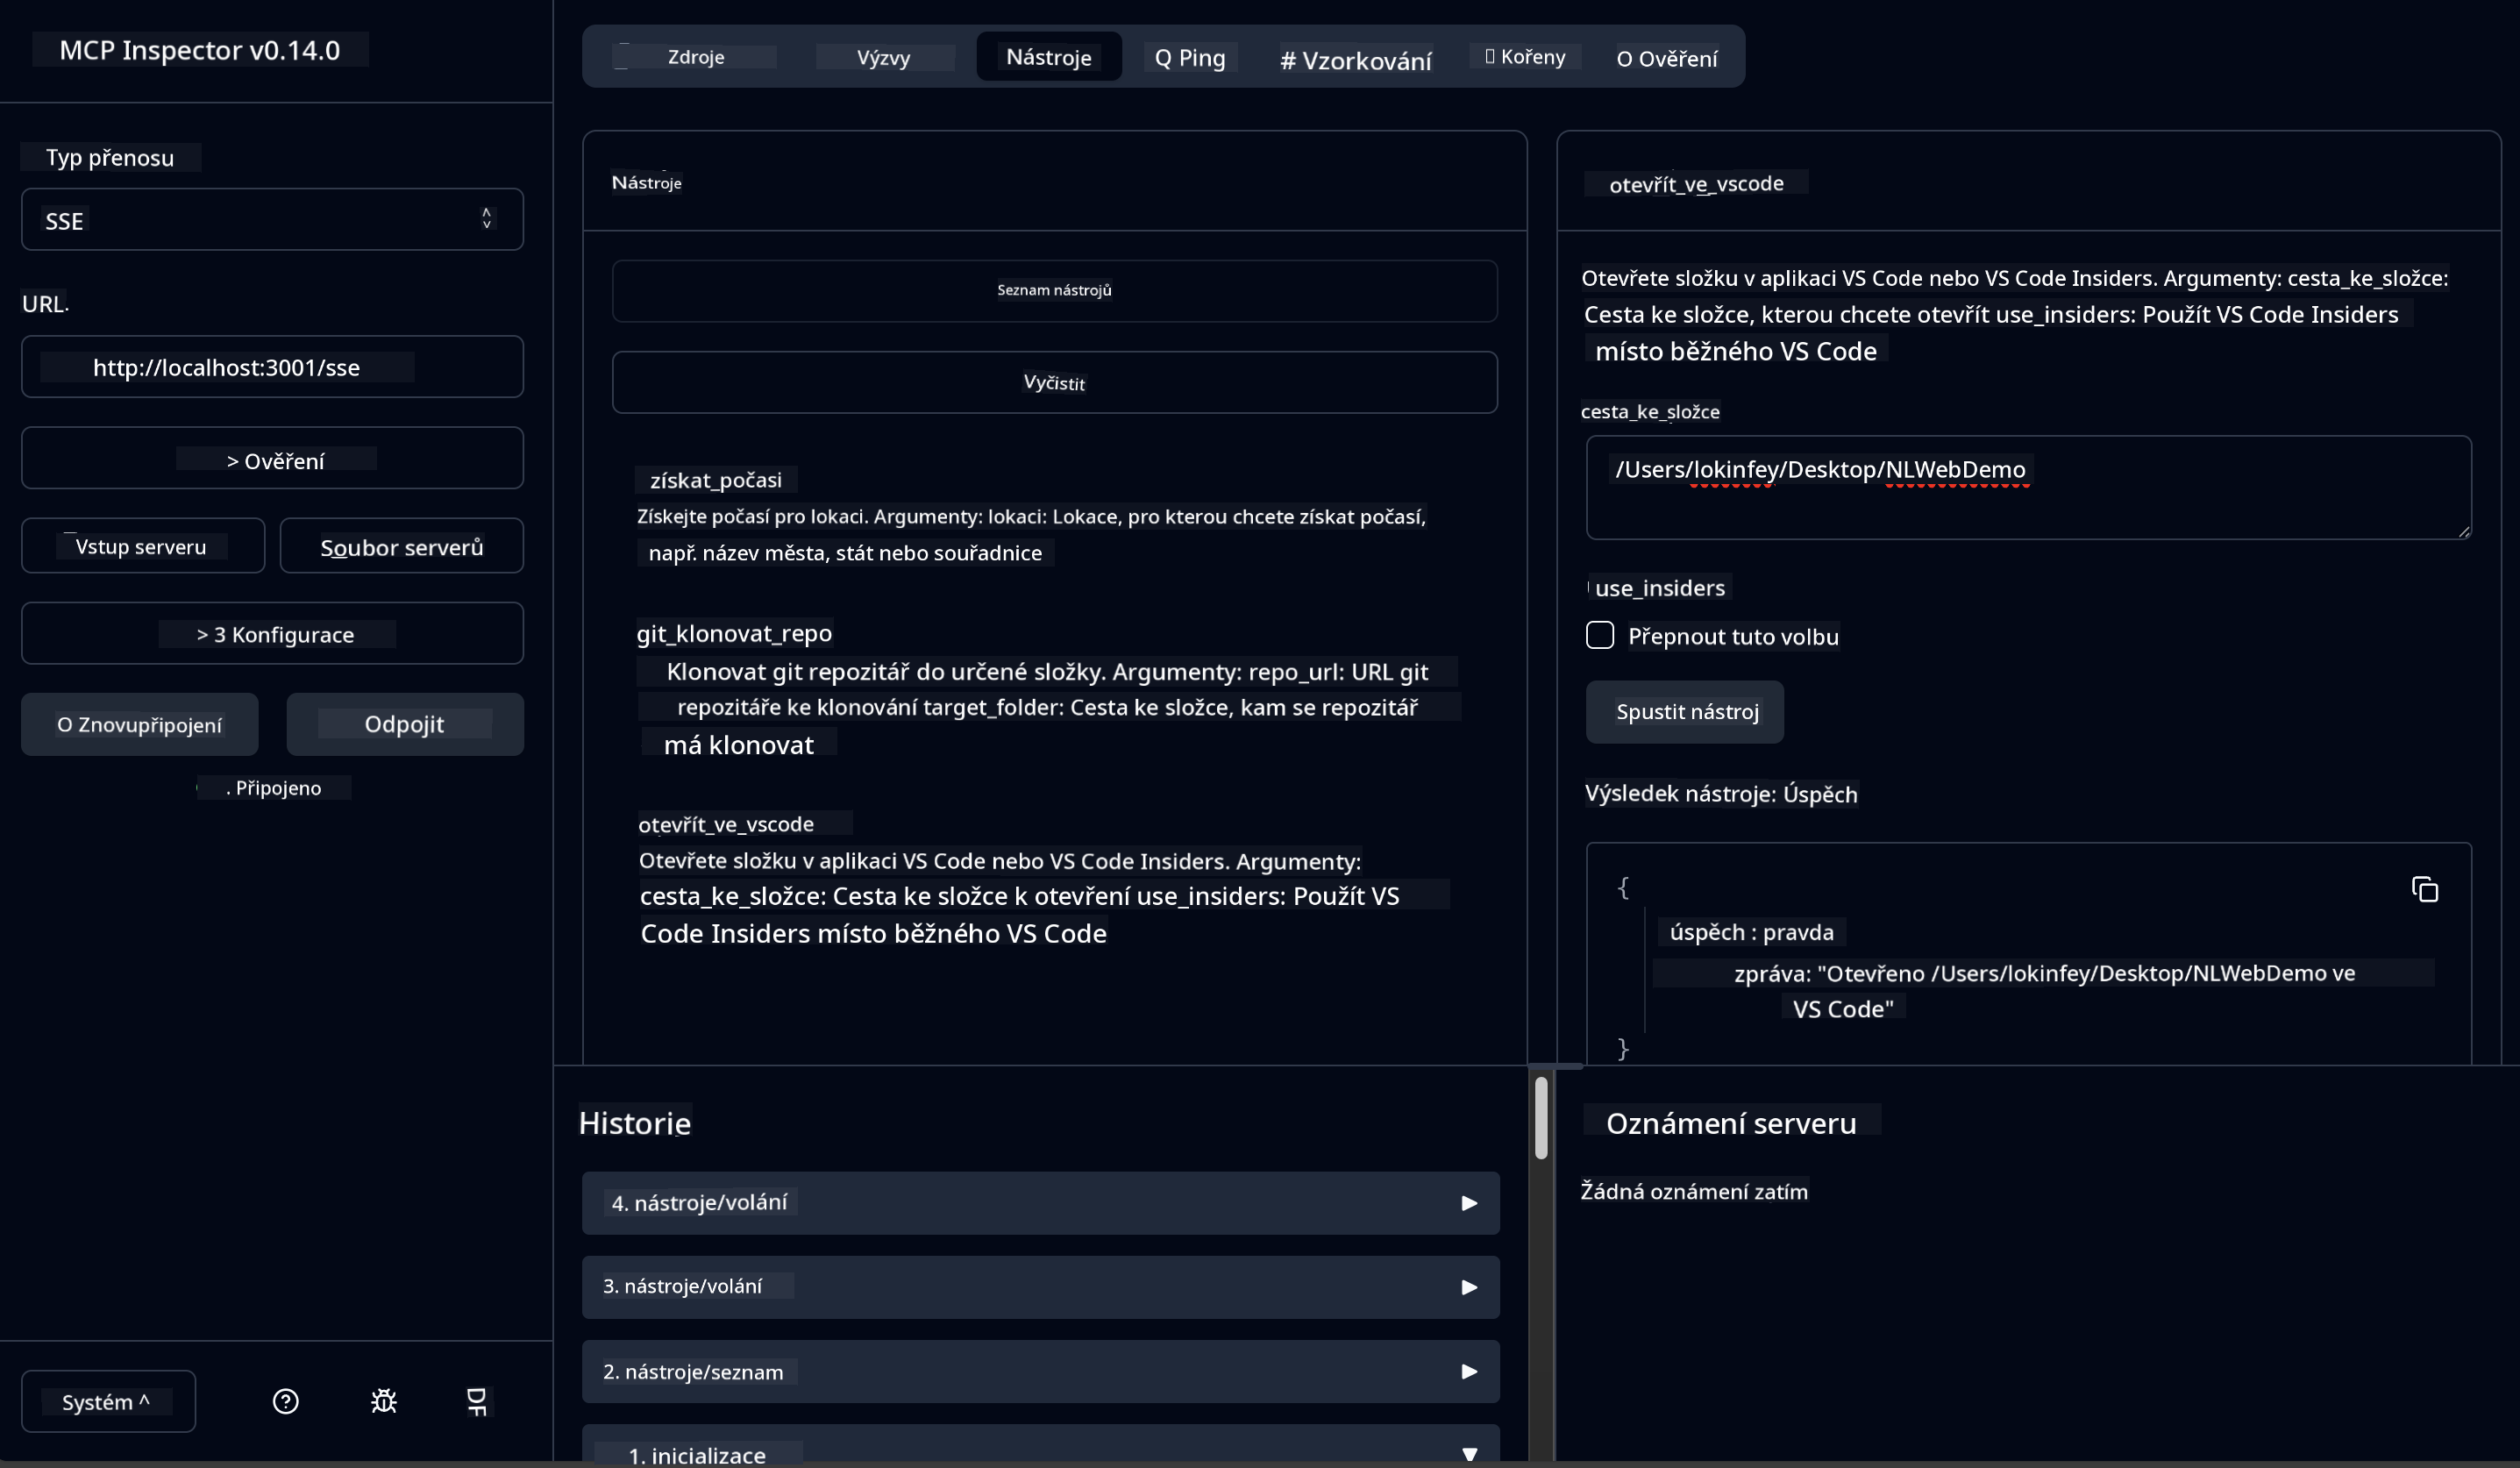 MCP Inspector v0.14.0
Typ přenosu
SSE
URL.
http://localhost:3001/sse
> Ověření
Vstup serveru
Soubor serverů
> 3 Konfigurace
O Znovupřipojení
Odpojit
. Připojeno
Systém ^
Zdroje
Výzvy
Nástroje
Q Ping
# Vzorkování
Kořeny
O Ověření
Nástroje
Seznam nástrojů
Vyčistit
získat_počasi
Získejte počasí pro lokaci. Argumenty: lokaci: Lokace, pro kterou chcete získat počasí,
např. název města, stát nebo souřadnice
git_klonovat_repo
Klonovat git repozitář do určené složky. Argumenty: repo_url: URL git
repozitáře ke klonování target_folder: Cesta ke složce, kam se repozitář
má klonovat
otevřít_ve_vscode
Otevřete složku v aplikaci VS Code nebo VS Code Insiders. Argumenty:
cesta_ke_složce: Cesta ke složce k otevření use_insiders: Použít VS
Code Insiders místo běžného VS Code
otevřít_ve_vscode
Otevřete složku v aplikaci VS Code nebo VS Code Insiders. Argumenty: cesta_ke_složce:
Cesta ke složce, kterou chcete otevřít use_insiders: Použít VS Code Insiders
místo běžného VS Code
cesta_ke_složce
/Users/lokinfey/Desktop/NLWebDemo
use_insiders
Přepnout tuto volbu
Spustit nástroj
Výsledek nástroje: Úspěch
{
úspěch : pravda
zpráva: "Otevřeno /Users/lokinfey/Desktop/NLWebDemo ve
VS Code"
}
Historie
4. nástroje/volání
3. nástroje/volání
2. nástroje/seznam
1. inicializace
Oznámení serveru
Žádná oznámení zatím